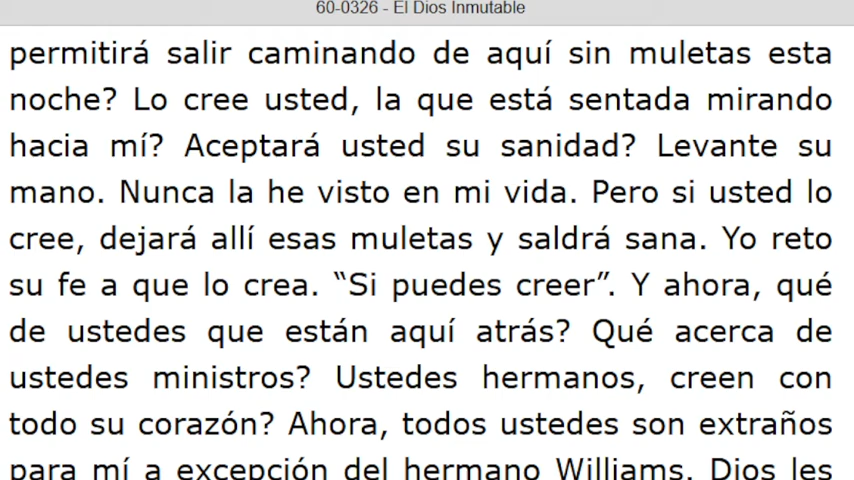 60-0326 - El Dios Inmutable
permitirá salir caminando de aquí sin muletas esta
noche? Lo cree usted, la que está sentada mirando
hacia mí? Aceptará usted su sanidad? Levante su
mano. Nunca la he visto en mi vida. Pero si usted lo
cree, dejará allí esas muletas y saldrá sana. Yo reto
su fe a que lo crea. “Si puedes creer”. Y ahora, qué
de ustedes que están aquí atrás? Qué acerca de
ustedes ministros? Ustedes hermanos, creen con
todo su corazón? Ahora, todos ustedes son extraños
para mí a excepción del hermano Williams. Dios les